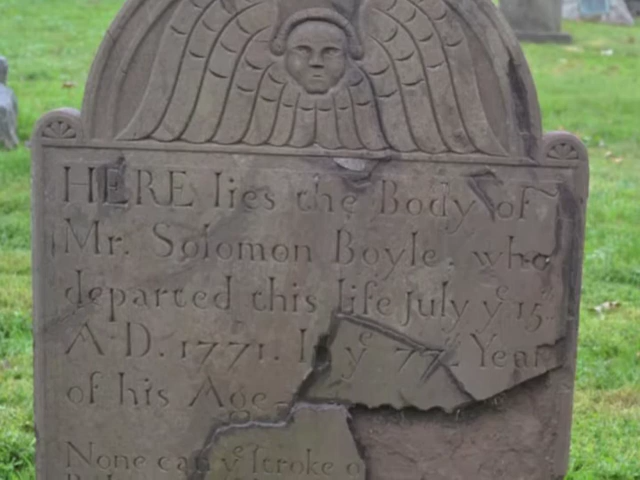 HERE lies the Body of
Mr. Solomon Boyle, who
departed this life July yᵉ 15ᵗʰ
A.D. 1771. In yᵉ 77ᵗʰ Year
of his Age
None can yᵉ stroke